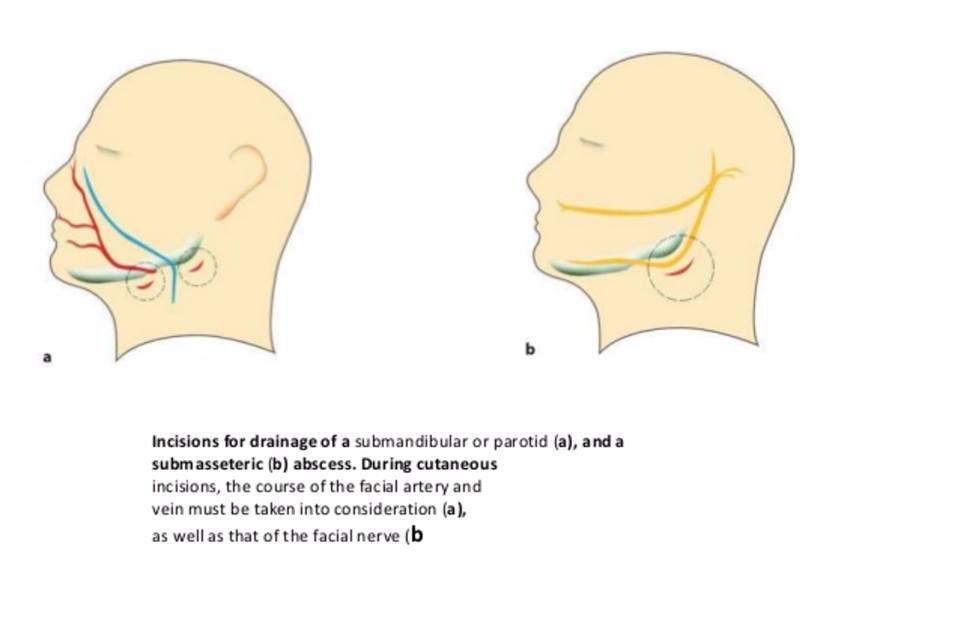 a
b
Incisions for drainage of a submandibular or parotid (a), and a
submasseteric (b) abscess. During cutaneous
incisions, the course of the facial artery and
vein must be taken into consideration (a),
as well as that of the facial nerve (b